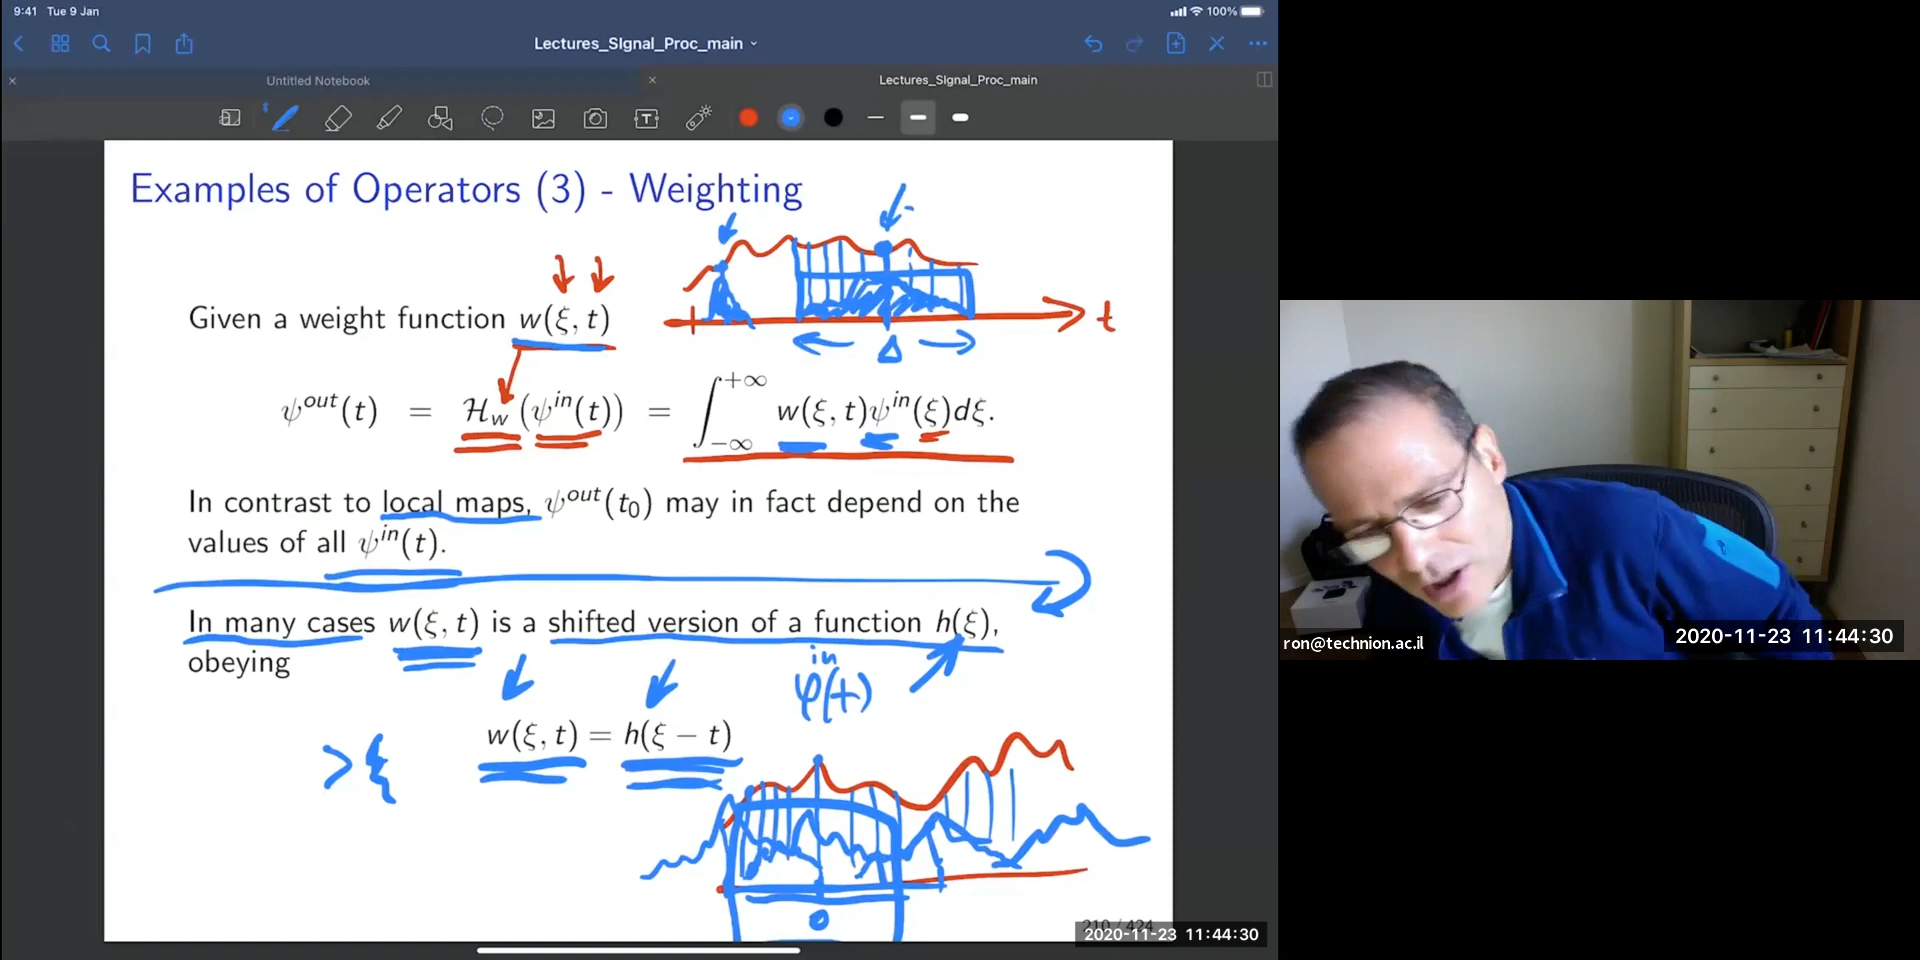 9:41 Tue 9 Jan
100%
Lectures_SIgnal_Proc_main
Untitled Notebook
Lectures_SIgnal_Proc_main
Examples of Operators (3) - Weighting
Given a weight function w(ξ, t)
t
Δ
ψ^out(t) = H_w(ψ^in(t)) = ∫_{-∞}^{+∞} w(ξ, t)ψ^in(ξ)dξ.
In contrast to local maps, ψ^out(t₀) may in fact depend on the
values of all ψ^in(t).
In many cases w(ξ, t) is a shifted version of a function h(ξ),
obeying
φ^in(t)
w(ξ, t) = h(ξ − t)
210 / 424
2020-11-23 11:44:30
ron@technion.ac.il
2020-11-23 11:44:30